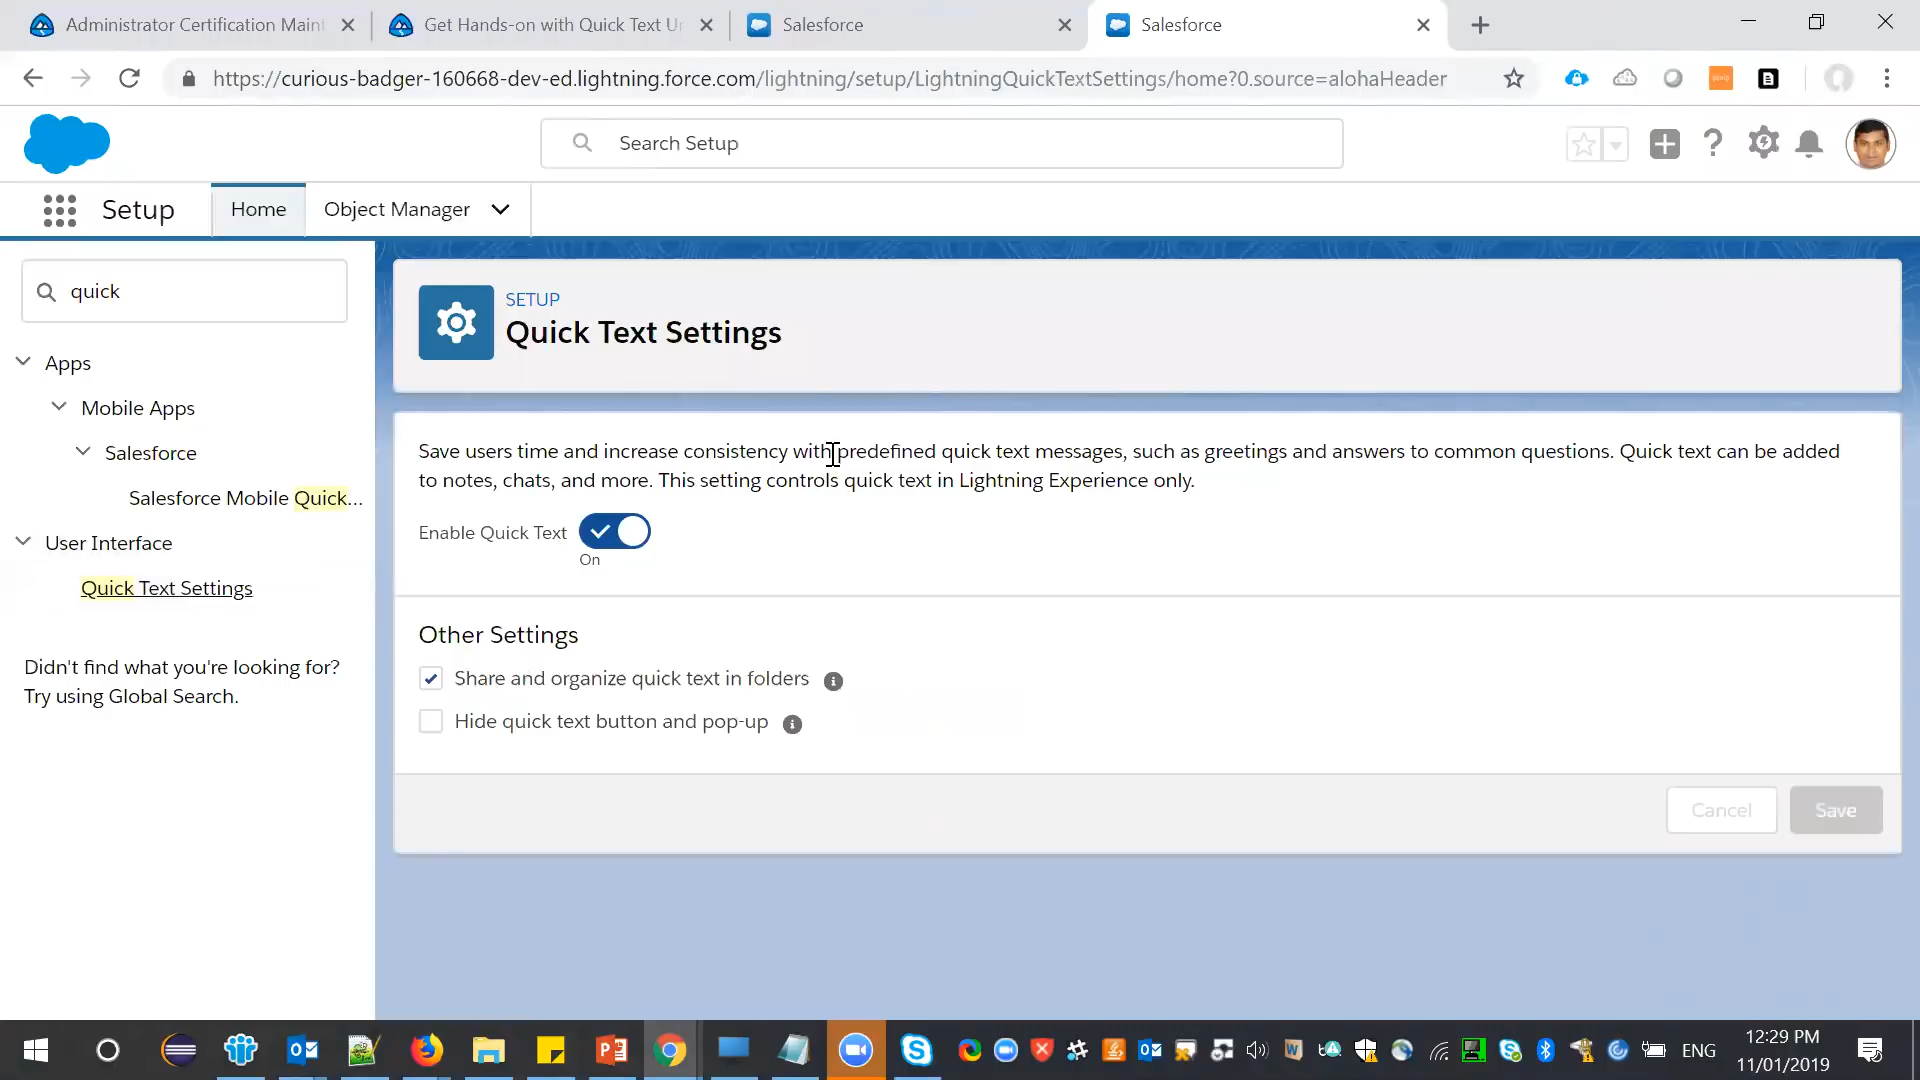 Administrator Certification Maint
Get Hands-on with Quick Text Up
Salesforce
Salesforce
https://curious-badger-160668-dev-ed.lightning.force.com/lightning/setup/LightningQuickTextSettings/home?0.source=alohaHeader
Search Setup
Setup
Home
Object Manager
quick
Apps
Mobile Apps
Salesforce
Salesforce Mobile Quick...
User Interface
Quick Text Settings
Didn't find what you're looking for?
Try using Global Search.
SETUP
Quick Text Settings
Save users time and increase consistency with predefined quick text messages, such as greetings and answers to common questions. Quick text can be added
to notes, chats, and more. This setting controls quick text in Lightning Experience only.
Enable Quick Text
On
Other Settings
Share and organize quick text in folders
Hide quick text button and pop-up
Cancel
Save
ENG
12:29 PM
11/01/2019